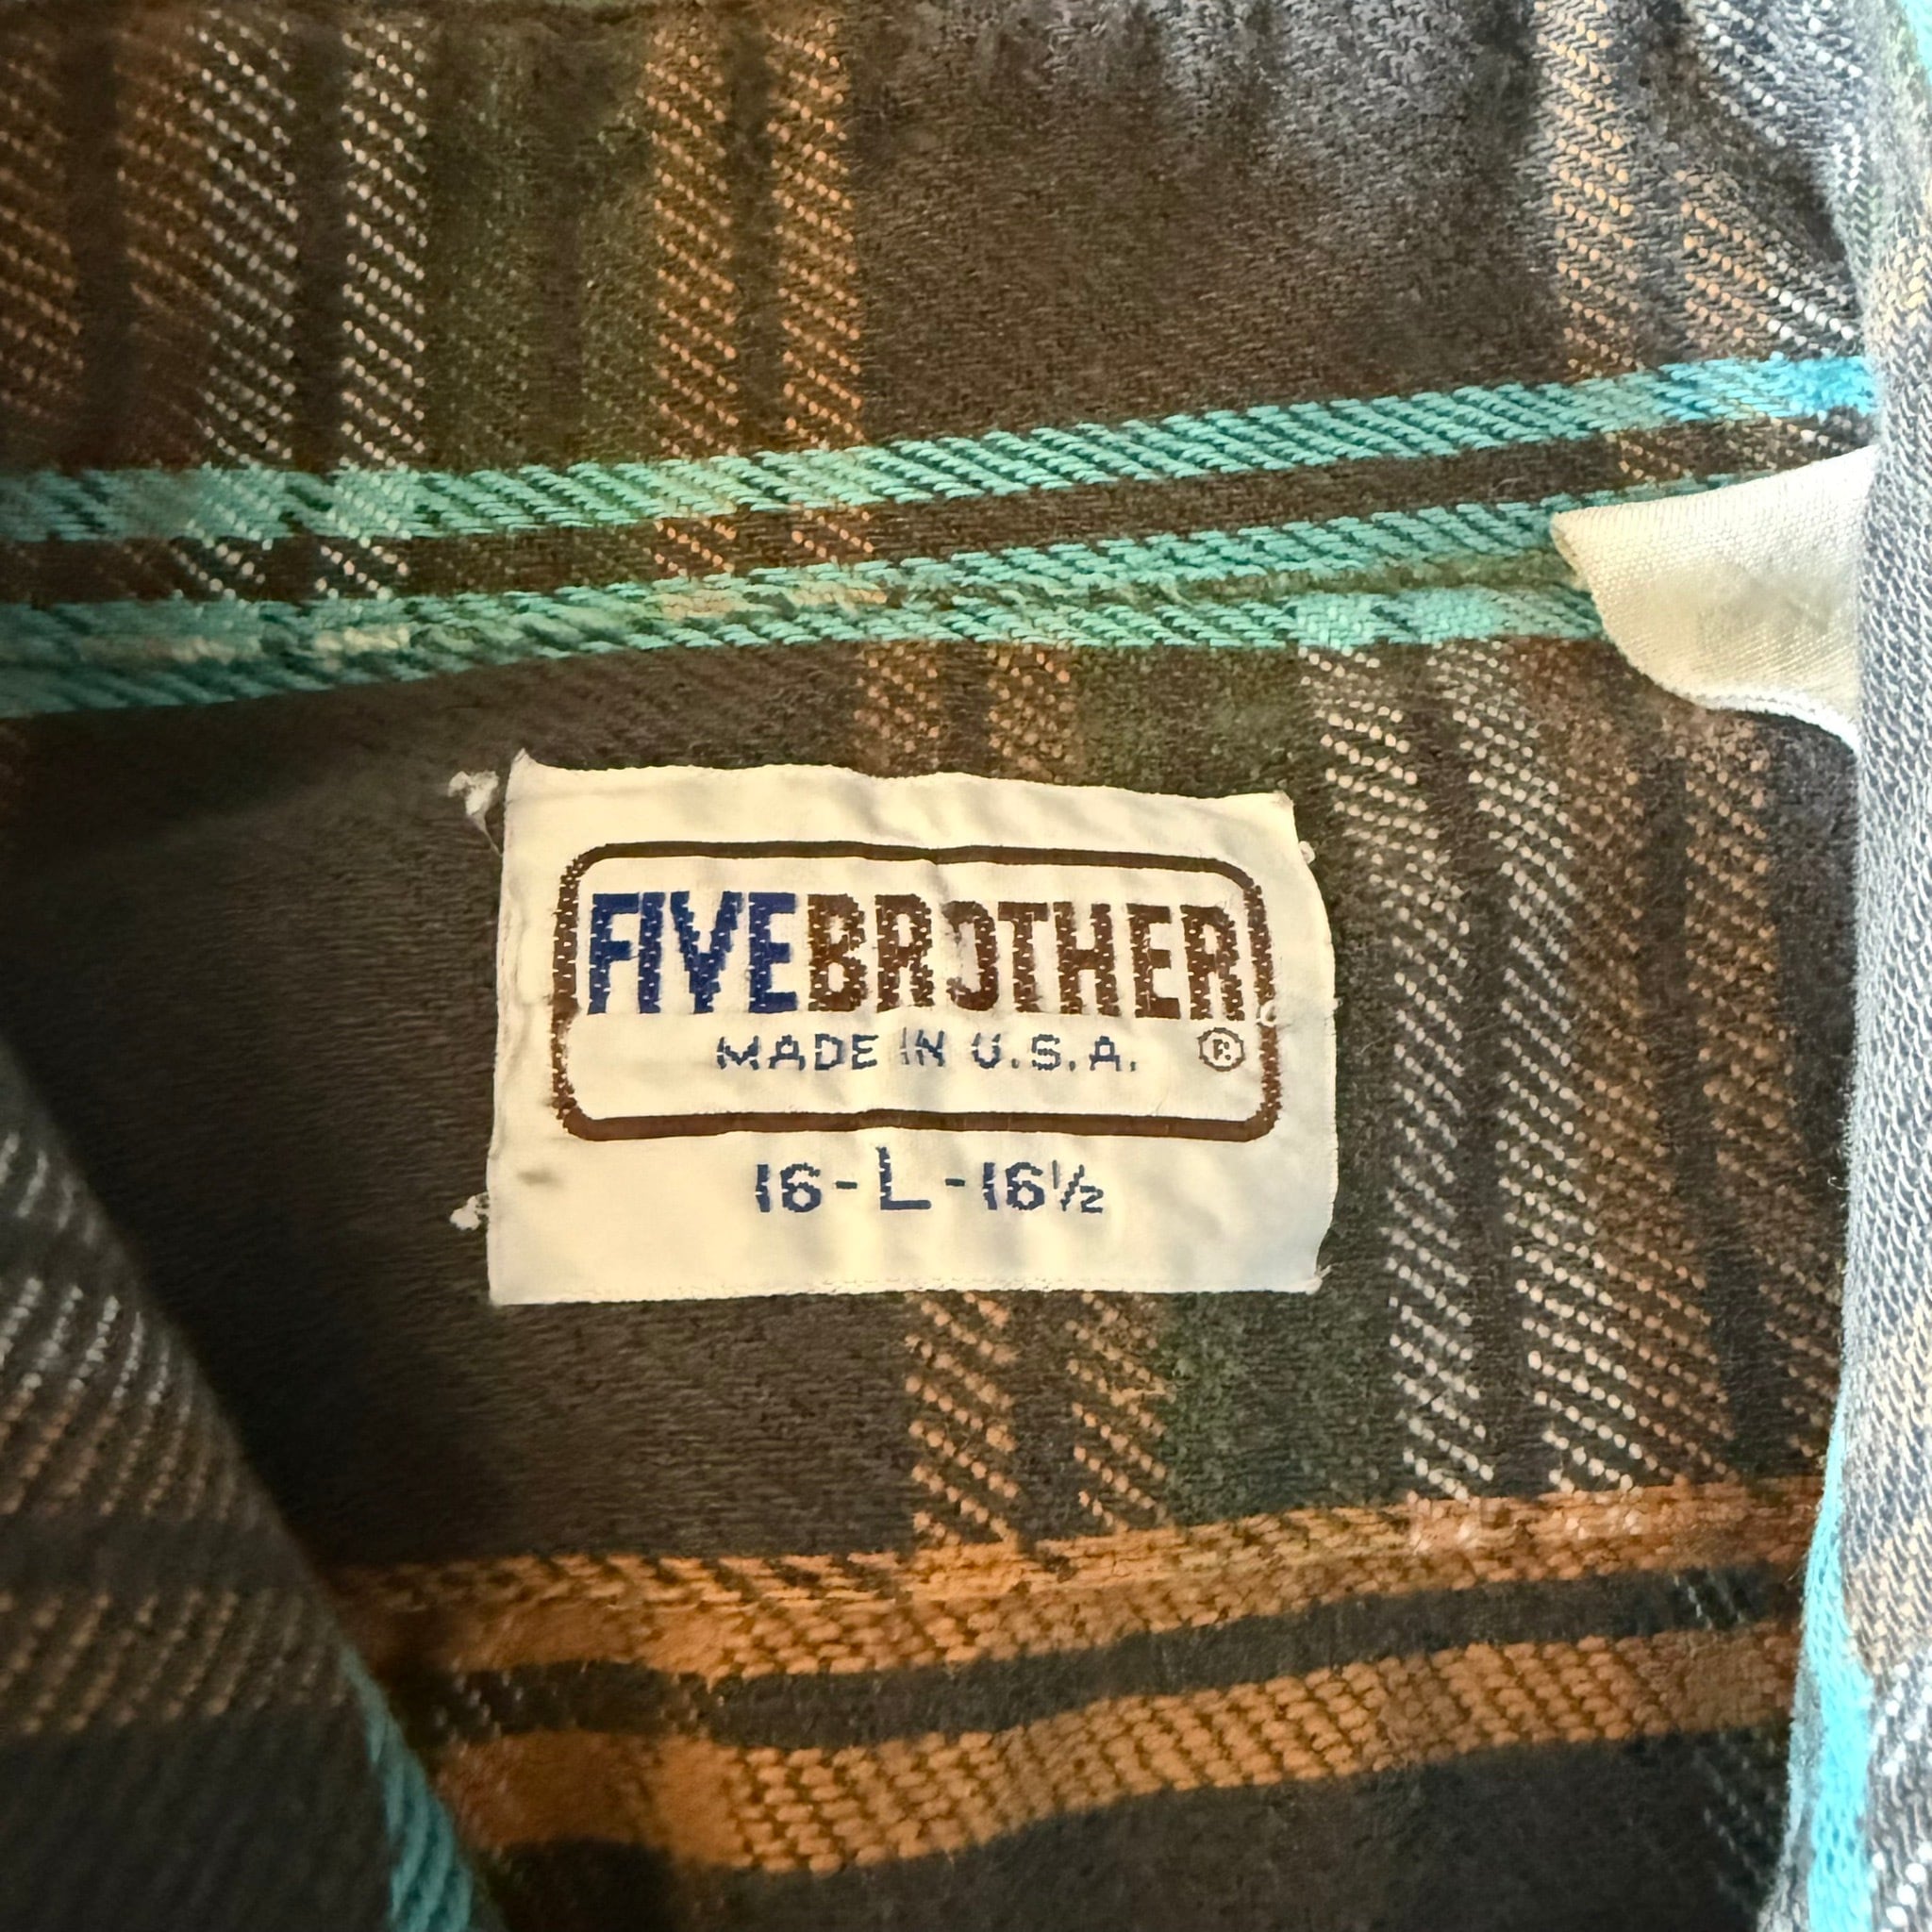 FIVEBROTHER
MADE IN U.S.A. ®
16-L-16½